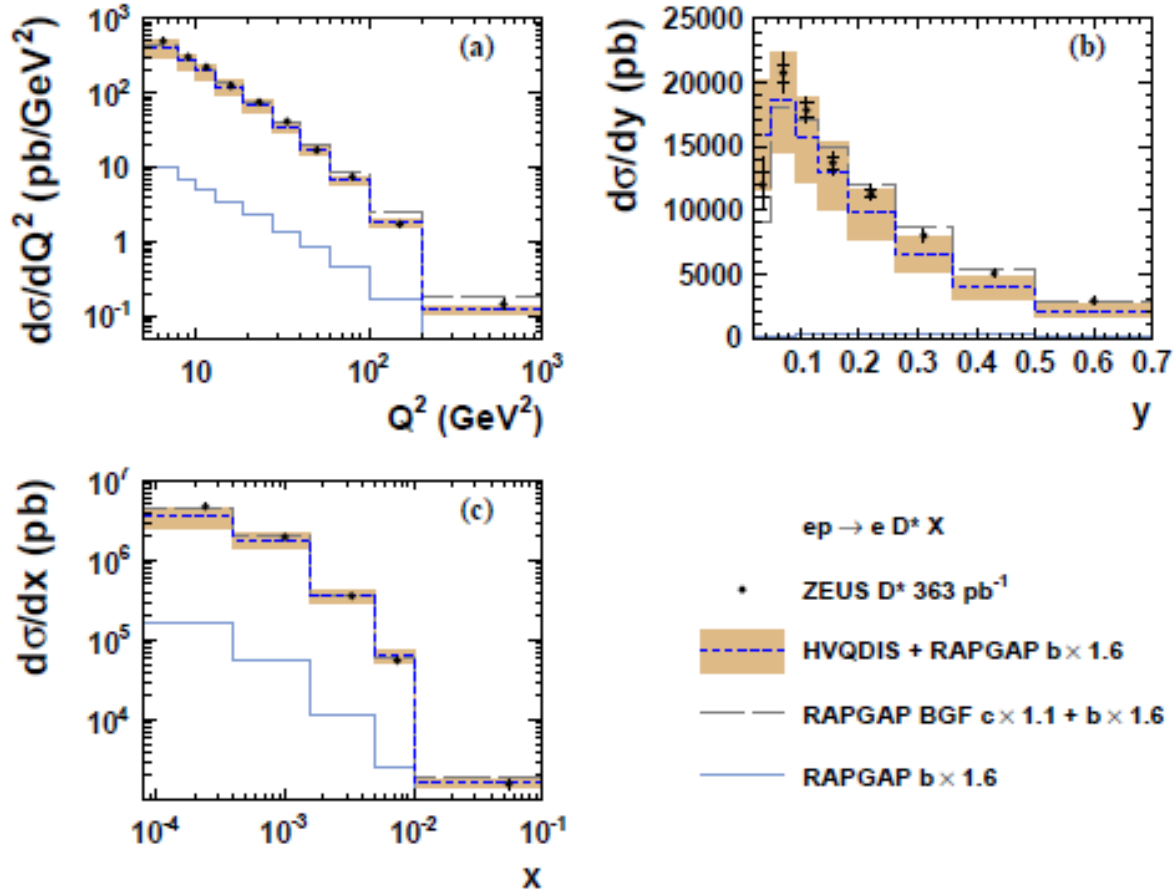 (a)
dσ/dQ² (pb/GeV²)
10³
10²
10
1
10⁻¹
10
10²
10³
Q² (GeV²)
(b)
dσ/dy (pb)
25000
20000
15000
10000
5000
0
0.1 0.2 0.3 0.4 0.5 0.6 0.7
y
(c)
dσ/dx (pb)
10⁷
10⁶
10⁵
10⁴
10⁻⁴ 10⁻³ 10⁻² 10⁻¹
x
ep → e D* X
ZEUS D* 363 pb⁻¹
HVQDIS + RAPGAP b × 1.6
RAPGAP BGF c × 1.1 + b × 1.6
RAPGAP b × 1.6